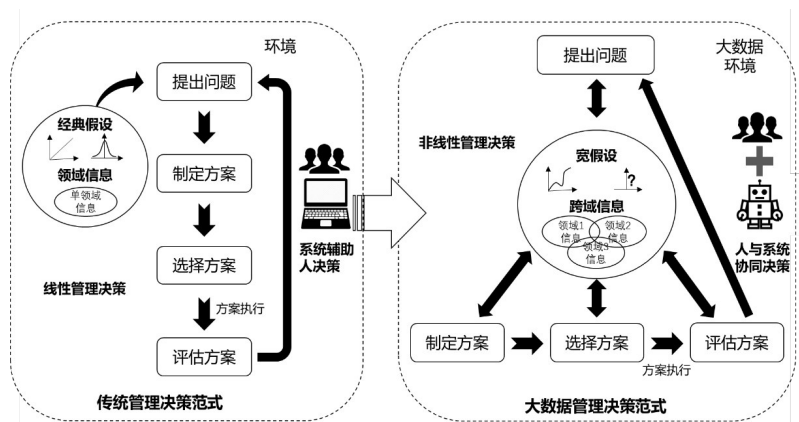 环境
提出问题
经典假设
领域信息
单领域
信息
制定方案
选择方案
线性管理决策
方案执行
评估方案
系统辅助
人决策
传统管理决策范式
大数据
环境
提出问题
非线性管理决策
宽假设
?
跨域信息
领域1
信息
领域2
信息
领域3
信息
人与系统
协同决策
制定方案
选择方案
评估方案
方案执行
大数据管理决策范式